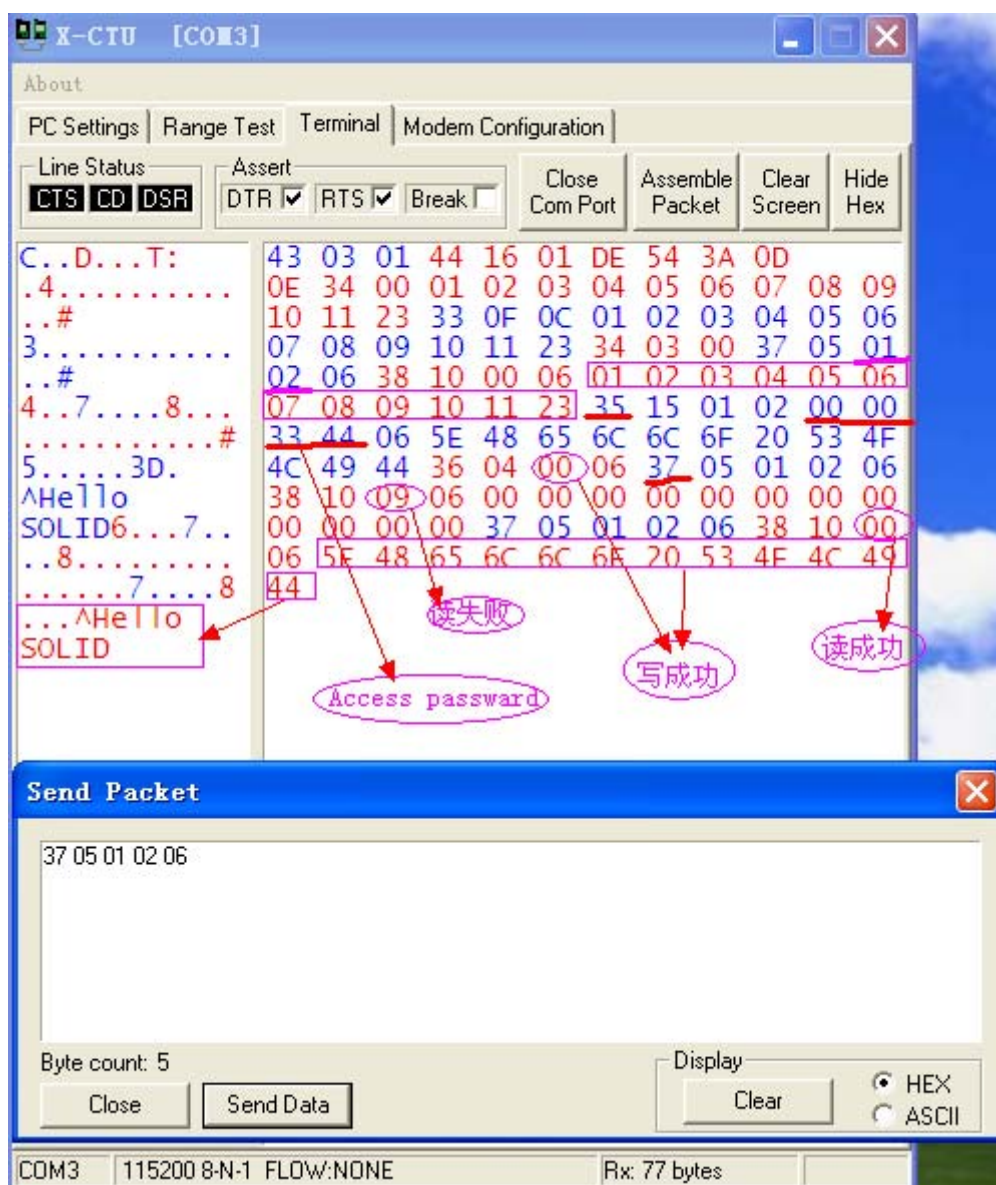 X-CTU [COM3]
About
PC Settings Range Test Terminal Modem Configuration
Line Status Assert
CTS CD DSR DTR RTS Break
Close Com Port
Assemble Packet
Clear Screen
Hide Hex
C..D...T:
.4..........
..#
3...........
..#
4..7....8...
...........#
5.....3D.
^Hello
SOLID6...7..
..8.........
.......7....8
...^Hello
SOLID
43 03 01 44 16 01 DE 54 3A 0D
0E 34 00 01 02 03 04 05 06 07 08 09
10 11 23 33 0F 0C 01 02 03 04 05 06
07 08 09 10 11 23 34 03 00 37 05 01
02 06 38 10 00 06 01 02 03 04 05 06
07 08 09 10 11 23 35 15 01 02 00 00
33 44 06 5E 48 65 6C 6C 6F 20 53 4F
4C 49 44 36 04 00 06 37 05 01 02 06
38 10 09 06 00 00 00 00 00 00 00 00
00 00 00 00 37 05 01 02 06 38 10 00
06 5E 48 65 6C 6C 6F 20 53 4F 4C 49
44
读失败
写成功
读成功
Access passward
Send Packet
37 05 01 02 06
Byte count: 5
Close
Send Data
Display
Clear
HEX
ASCII
COM3 115200 8-N-1 FLOW:NONE Rx: 77 bytes